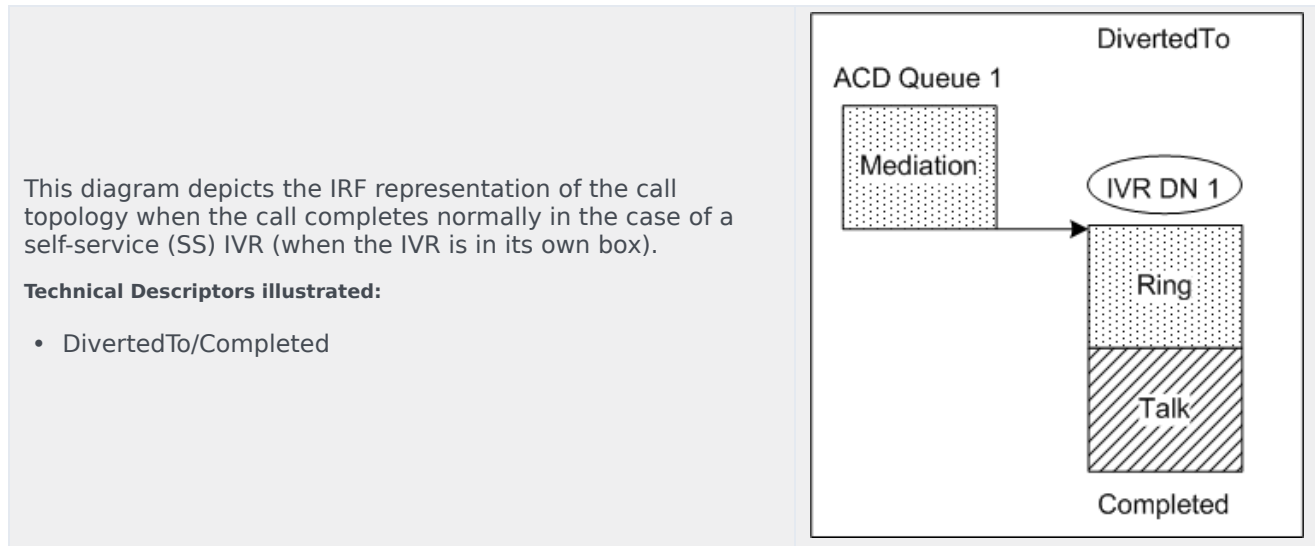 This diagram depicts the IRF representation of the call
topology when the call completes normally in the case of a
self-service (SS) IVR (when the IVR is in its own box).
Technical Descriptors illustrated:
• DivertedTo/Completed
DivertedTo
ACD Queue 1
Mediation
IVR DN 1
Ring
Talk
Completed